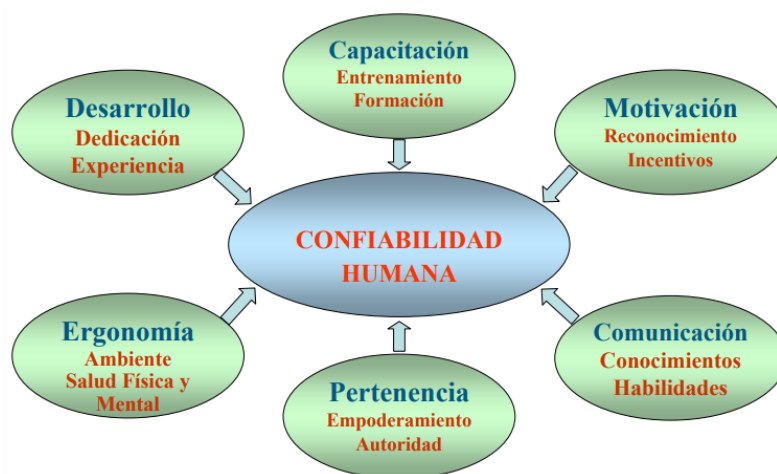 Capacitación
Entrenamiento
Formación
Desarrollo
Dedicación
Experiencia
Motivación
Reconocimiento
Incentivos
CONFIABILIDAD
HUMANA
Ergonomía
Ambiente
Salud Física y
Mental
Pertenencia
Empoderamiento
Autoridad
Comunicación
Conocimientos
Habilidades